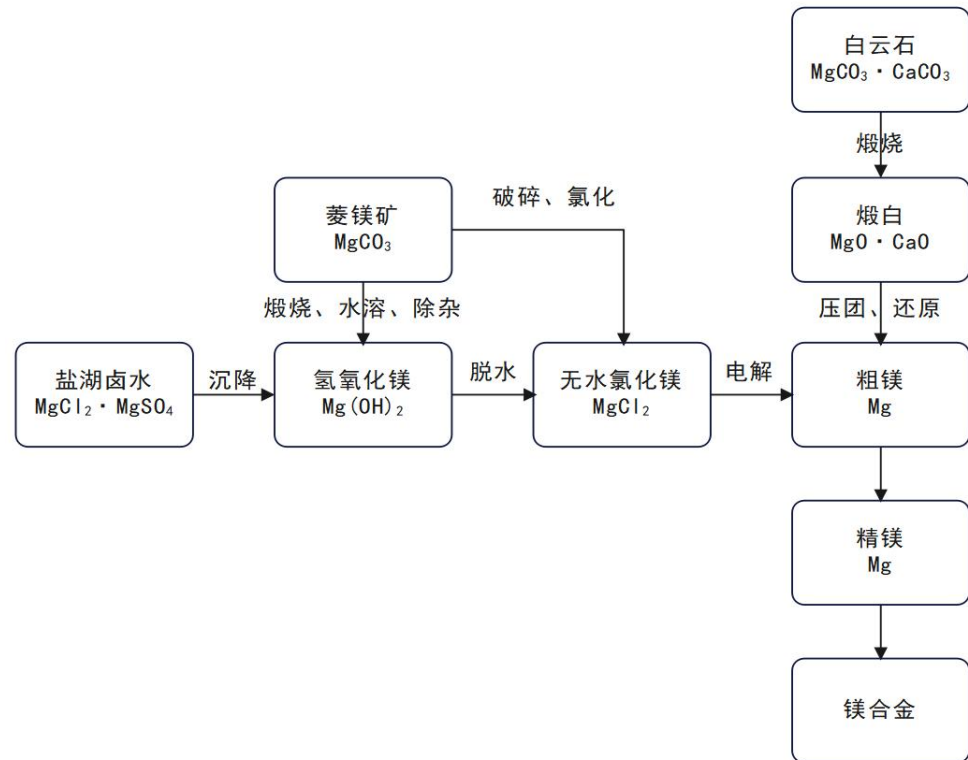 白云石
MgCO₃·CaCO₃
煅烧
菱镁矿
MgCO₃
破碎、氯化
煅白
MgO·CaO
煅烧、水溶、除杂
压团、还原
盐湖卤水
MgCl₂·MgSO₄
沉降
氢氧化镁
Mg(OH)₂
脱水
无水氯化镁
MgCl₂
电解
粗镁
Mg
精镁
Mg
镁合金